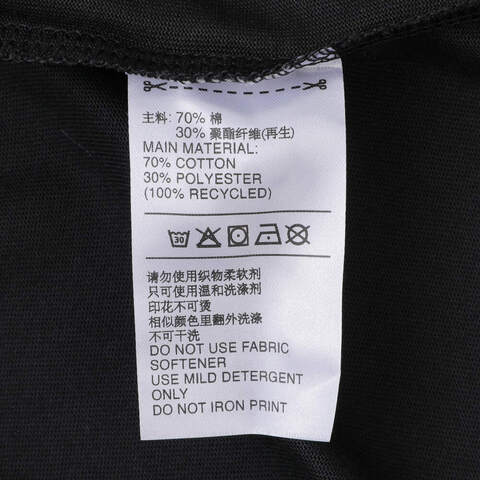 主料: 70% 棉
30% 聚酯纤维(再生)
MAIN MATERIAL:
70% COTTON
30% POLYESTER
(100% RECYCLED)
30
请勿使用织物柔软剂
只可使用温和洗涤剂
印花不可烫
相似颜色里翻外洗涤
不可干洗
DO NOT USE FABRIC
SOFTENER
USE MILD DETERGENT
ONLY
DO NOT IRON PRINT